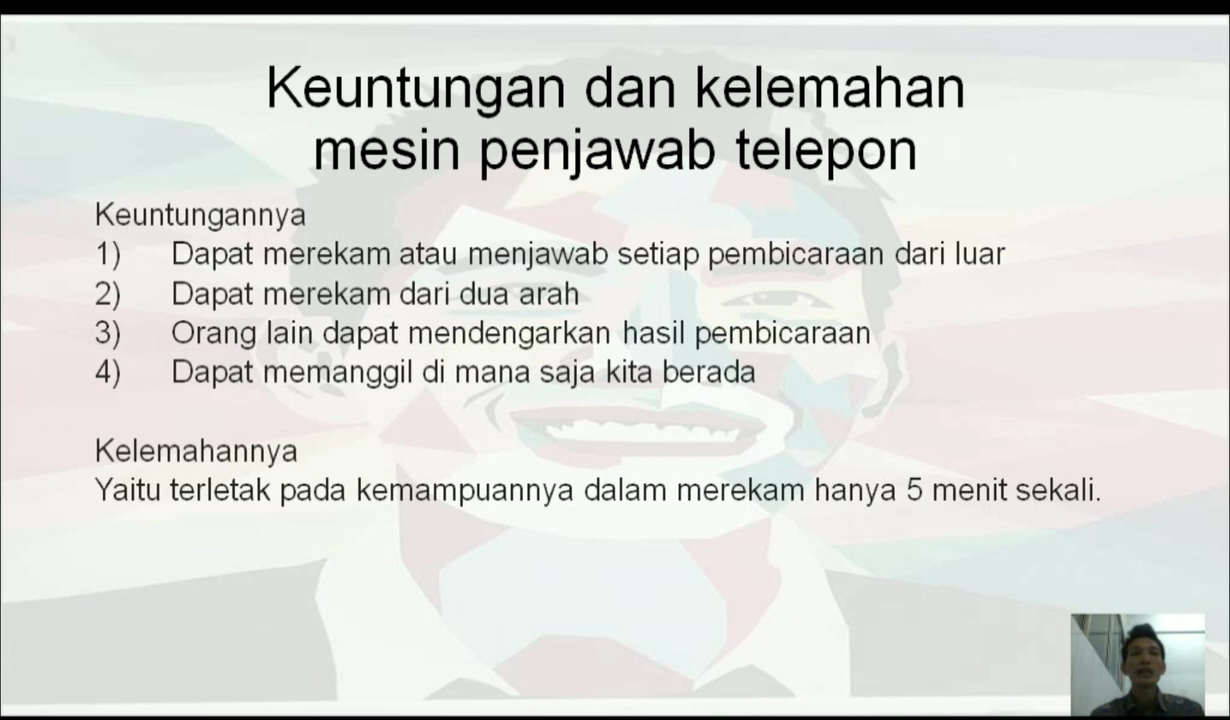 Keuntungan dan kelemahan
mesin penjawab telepon
Keuntungannya
1) Dapat merekam atau menjawab setiap pembicaraan dari luar
2) Dapat merekam dari dua arah
3) Orang lain dapat mendengarkan hasil pembicaraan
4) Dapat memanggil di mana saja kita berada
Kelemahannya
Yaitu terletak pada kemampuannya dalam merekam hanya 5 menit sekali.